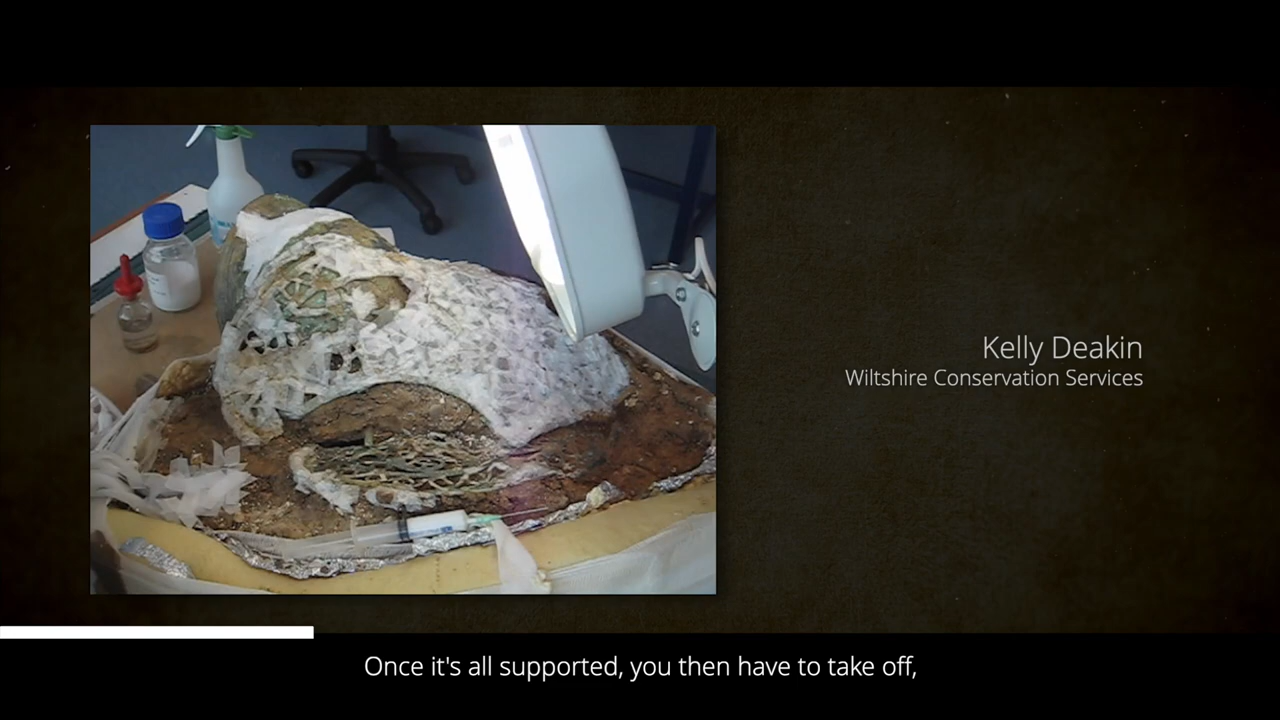 Kelly Deakin
Wiltshire Conservation Services
Once it's all supported, you then have to take off,